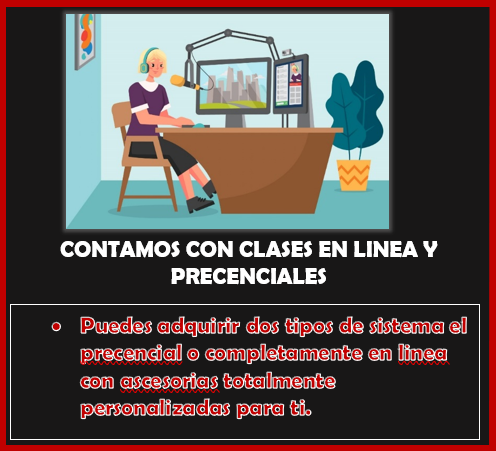 CONTAMOS CON CLASES EN LINEA Y
PRECENCIALES
• Puedes adquirir dos tipos de sistema el
precencial o completamente en linea
con ascesorias totalmente
personalizadas para ti.